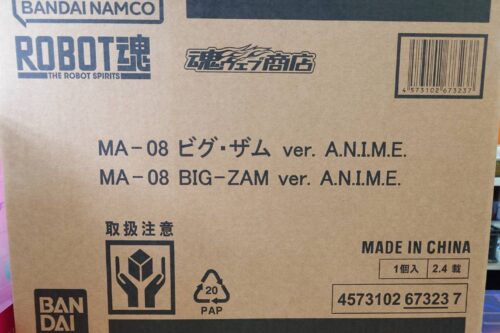 BANDAI NAMCO
ROBOT魂
THE ROBOT SPIRITS
魂ウェブ商店
4573102673237
MA-08 ビグ・ザム ver. A.N.I.M.E.
MA-08 BIG-ZAM ver. A.N.I.M.E.
取扱注意
20
PAP
MADE IN CHINA
1個入 2.4 載
4573102 67323 7
BAN
DAI